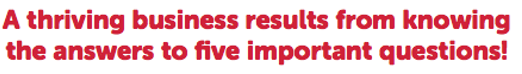 A thriving business results from knowing
the answers to five important questions!